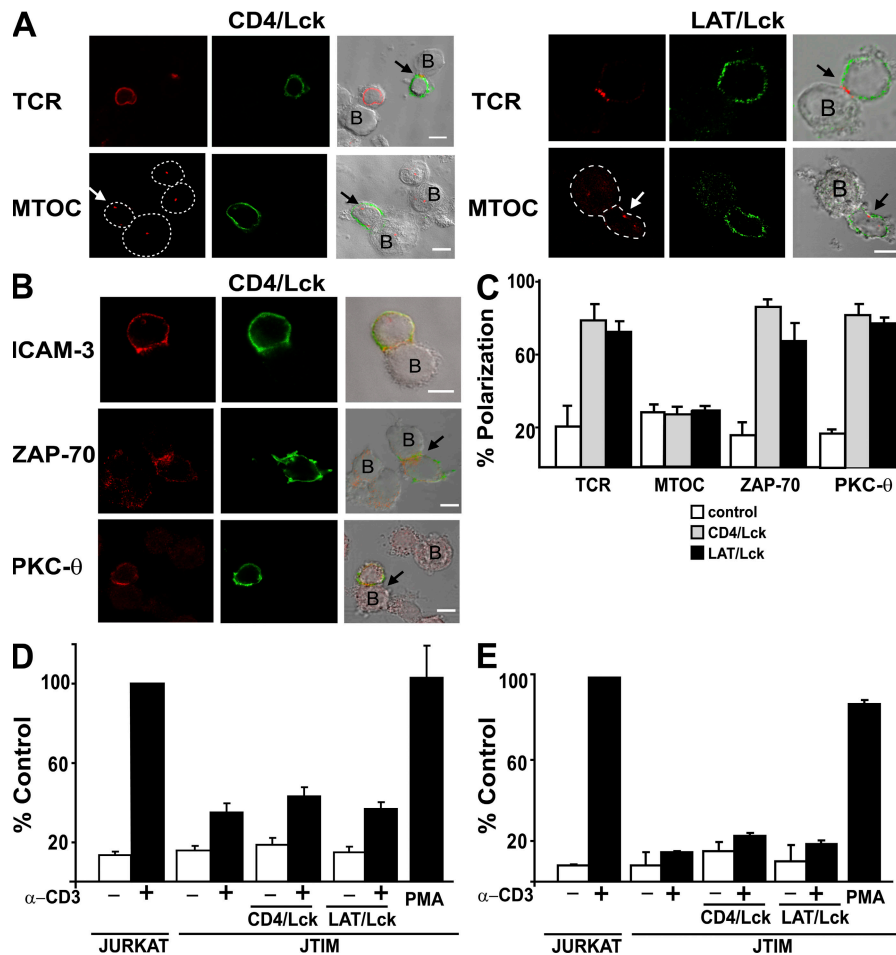 A CD4/Lck LAT/Lck
TCR B B TCR B
MTOC B B MTOC B
B CD4/Lck C
ICAM-3 B
ZAP-70 B B
PKC-θ B B
% Polarization
100
60
20
TCR MTOC ZAP-70 PKC-θ
control
CD4/Lck
LAT/Lck
D
% Control
100
60
20
α-CD3 – + – + – + – + PMA
CD4/Lck LAT/Lck
JURKAT JTIM
E
% Control
100
60
20
α-CD3 – + – + – + – + PMA
CD4/Lck LAT/Lck
JURKAT JTIM